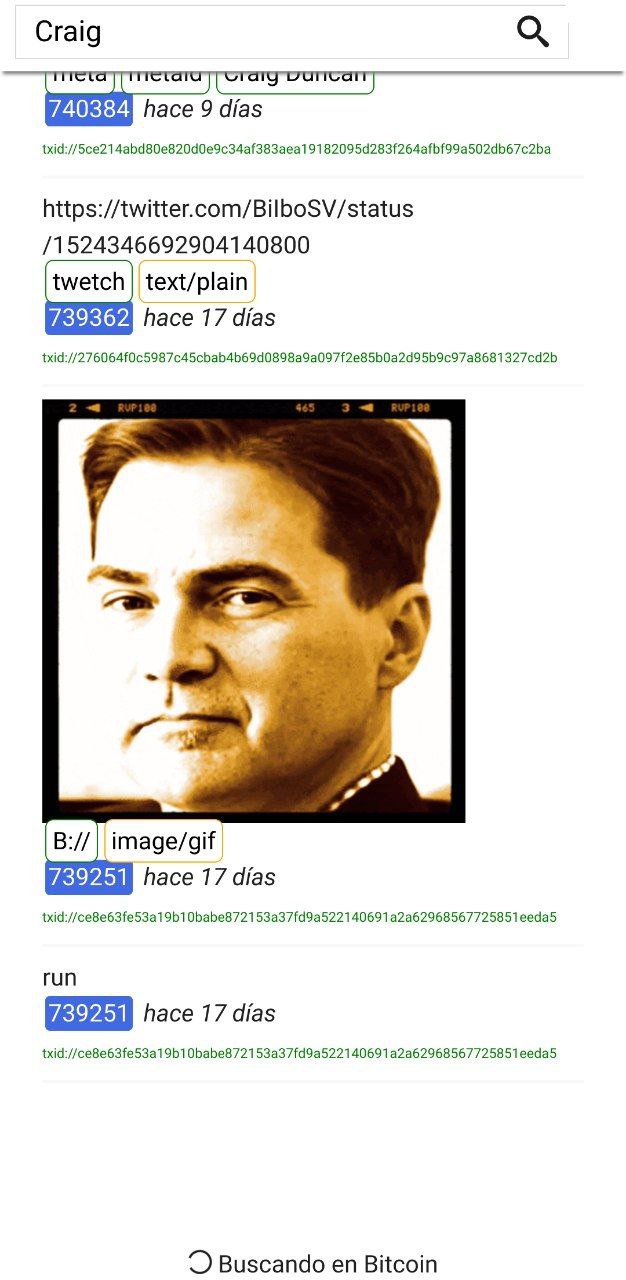 Craig
meta metaid Craig Duncan
740384 hace 9 días
txid://5ce214abd80e820d0e9c34af383aea19182095d283f264afbf99a502db67c2ba
https://twitter.com/BilboSV/status
/1524346692904140800
twetch text/plain
739362 hace 17 días
txid://276064f0c5987c45cbab4b69d0898a9a097f2e85b0a2d95b9c97a8681327cd2b
2 ◄ RVP100 465 3 ◄ RVP100
B:// image/gif
739251 hace 17 días
txid://ce8e63fe53a19b10babe872153a37fd9a522140691a2a62968567725851eeda5
run
739251 hace 17 días
txid://ce8e63fe53a19b10babe872153a37fd9a522140691a2a62968567725851eeda5
Buscando en Bitcoin